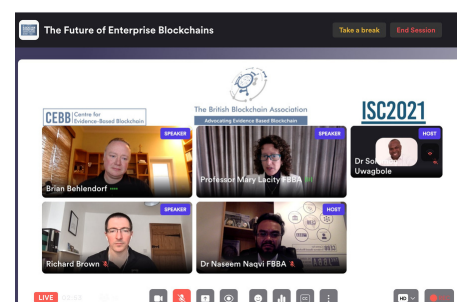 The Future of Enterprise Blockchains
Take a break
End Session
CEBB Centre for
Evidence-Based Blockchain
The British Blockchain Association
Advocating Evidence Based Blockchain
ISC2021
SPEAKER
Brian Behlendorf
SPEAKER
Professor Mary Lacity FBBA
HOST
Dr
Uwagbole
SPEAKER
Richard Brown
HOST
Dr Naseem Naqvi FBBA
LIVE
HD